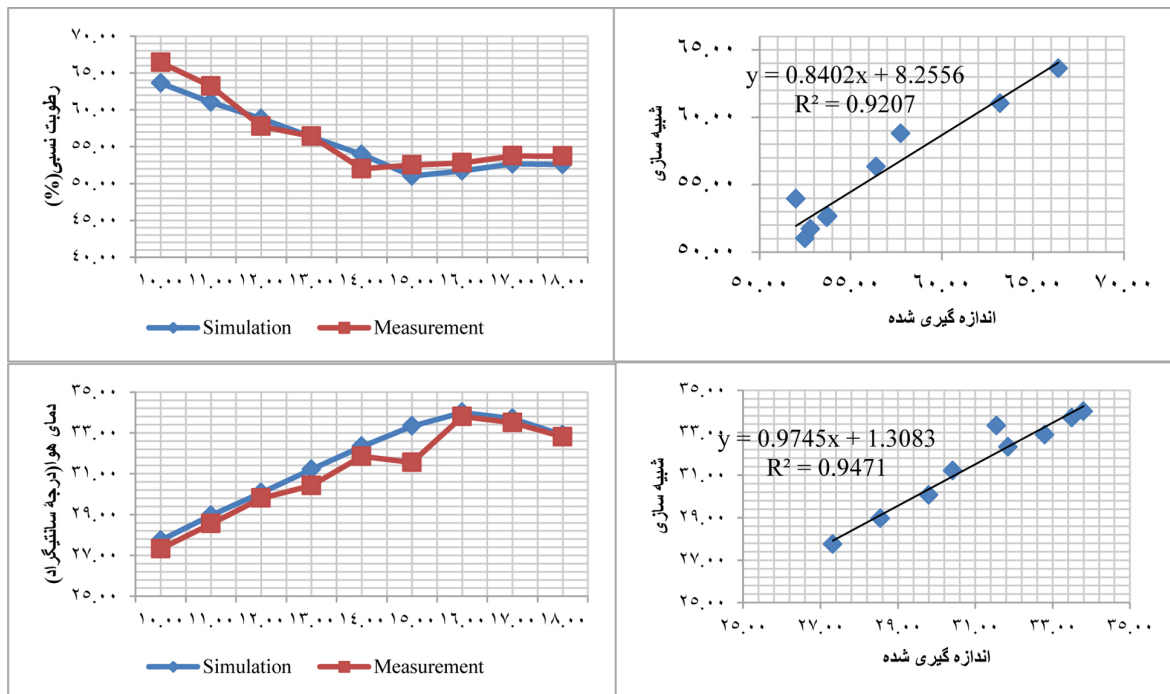 رطوبت نسبی(%)
۷۰.۰۰
۶۵.۰۰
۶۰.۰۰
۵۵.۰۰
۵۰.۰۰
۴۵.۰۰
۴۰.۰۰
۱۰.۰۰ ۱۱.۰۰ ۱۲.۰۰ ۱۳.۰۰ ۱۴.۰۰ ۱۵.۰۰ ۱۶.۰۰ ۱۷.۰۰ ۱۸.۰۰
Simulation Measurement
شبیه سازی
۶۵.۰۰
۶۰.۰۰
۵۵.۰۰
۵۰.۰۰
y = 0.8402x + 8.2556
R² = 0.9207
۵۰.۰۰ ۵۵.۰۰ ۶۰.۰۰ ۶۵.۰۰ ۷۰.۰۰
اندازه گیری شده
دمای هوا(درجة سانتیگراد)
۳۵.۰۰
۳۳.۰۰
۳۱.۰۰
۲۹.۰۰
۲۷.۰۰
۲۵.۰۰
۱۰.۰۰ ۱۱.۰۰ ۱۲.۰۰ ۱۳.۰۰ ۱۴.۰۰ ۱۵.۰۰ ۱۶.۰۰ ۱۷.۰۰ ۱۸.۰۰
Simulation Measurement
شبیه سازی
۳۵.۰۰
۳۳.۰۰
۳۱.۰۰
۲۹.۰۰
۲۷.۰۰
۲۵.۰۰
y = 0.9745x + 1.3083
R² = 0.9471
۲۵.۰۰ ۲۷.۰۰ ۲۹.۰۰ ۳۱.۰۰ ۳۳.۰۰ ۳۵.۰۰
اندازه گیری شده